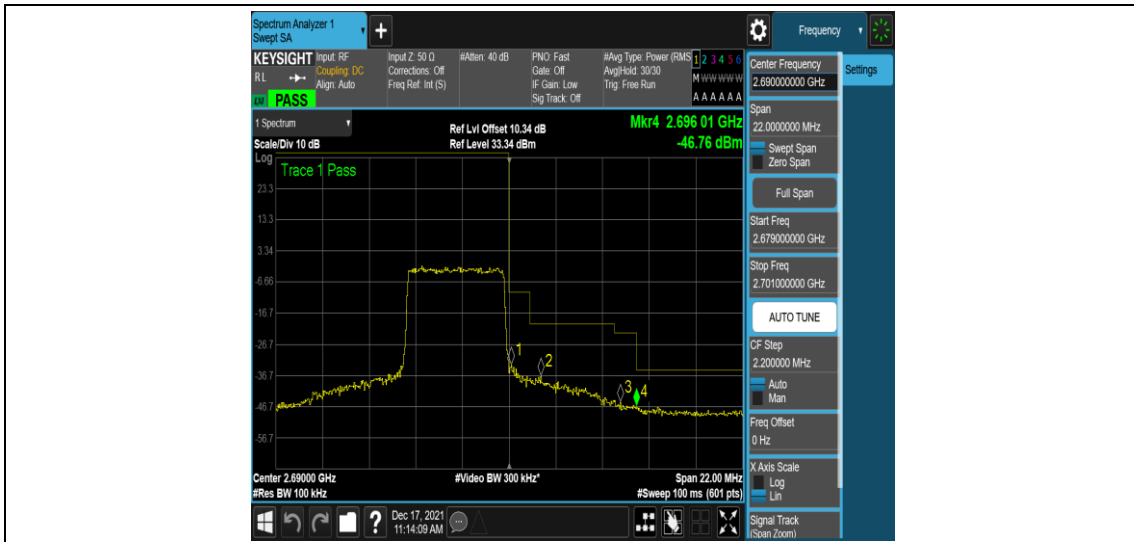 Spectrum Analyzer 1
Swept SA
+
Frequency
KEYSIGHT
RL
LXI
PASS
Input: RF
Coupling: DC
Align: Auto
Input Z: 50 Ω
Corrections: Off
Freq Ref: Int (S)
#Atten: 40 dB
PNO: Fast
Gate: Off
IF Gain: Low
Sig Track: Off
#Avg Type: Power (RMS
Avg|Hold: 30/30
Trig: Free Run
1 2 3 4 5 6
M W W W W W
A A A A A A
1 Spectrum
Scale/Div 10 dB
Ref Lvl Offset 10.34 dB
Ref Level 33.34 dBm
Mkr4 2.696 01 GHz
-46.76 dBm
Log
Trace 1 Pass
23.3
13.3
3.34
-6.66
-16.7
-26.7
-36.7
-46.7
-56.7
1
2
3
4
Center 2.69000 GHz
#Video BW 300 kHz*
Span 22.00 MHz
#Res BW 100 kHz
#Sweep 100 ms (601 pts)
Center Frequency
2.690000000 GHz
Settings
Span
22.0000000 MHz
Swept Span
Zero Span
Full Span
Start Freq
2.679000000 GHz
Stop Freq
2.701000000 GHz
AUTO TUNE
CF Step
2.200000 MHz
Auto
Man
Freq Offset
0 Hz
X Axis Scale
Log
Lin
Signal Track
(Span Zoom)
?
Dec 17, 2021
11:14:09 AM